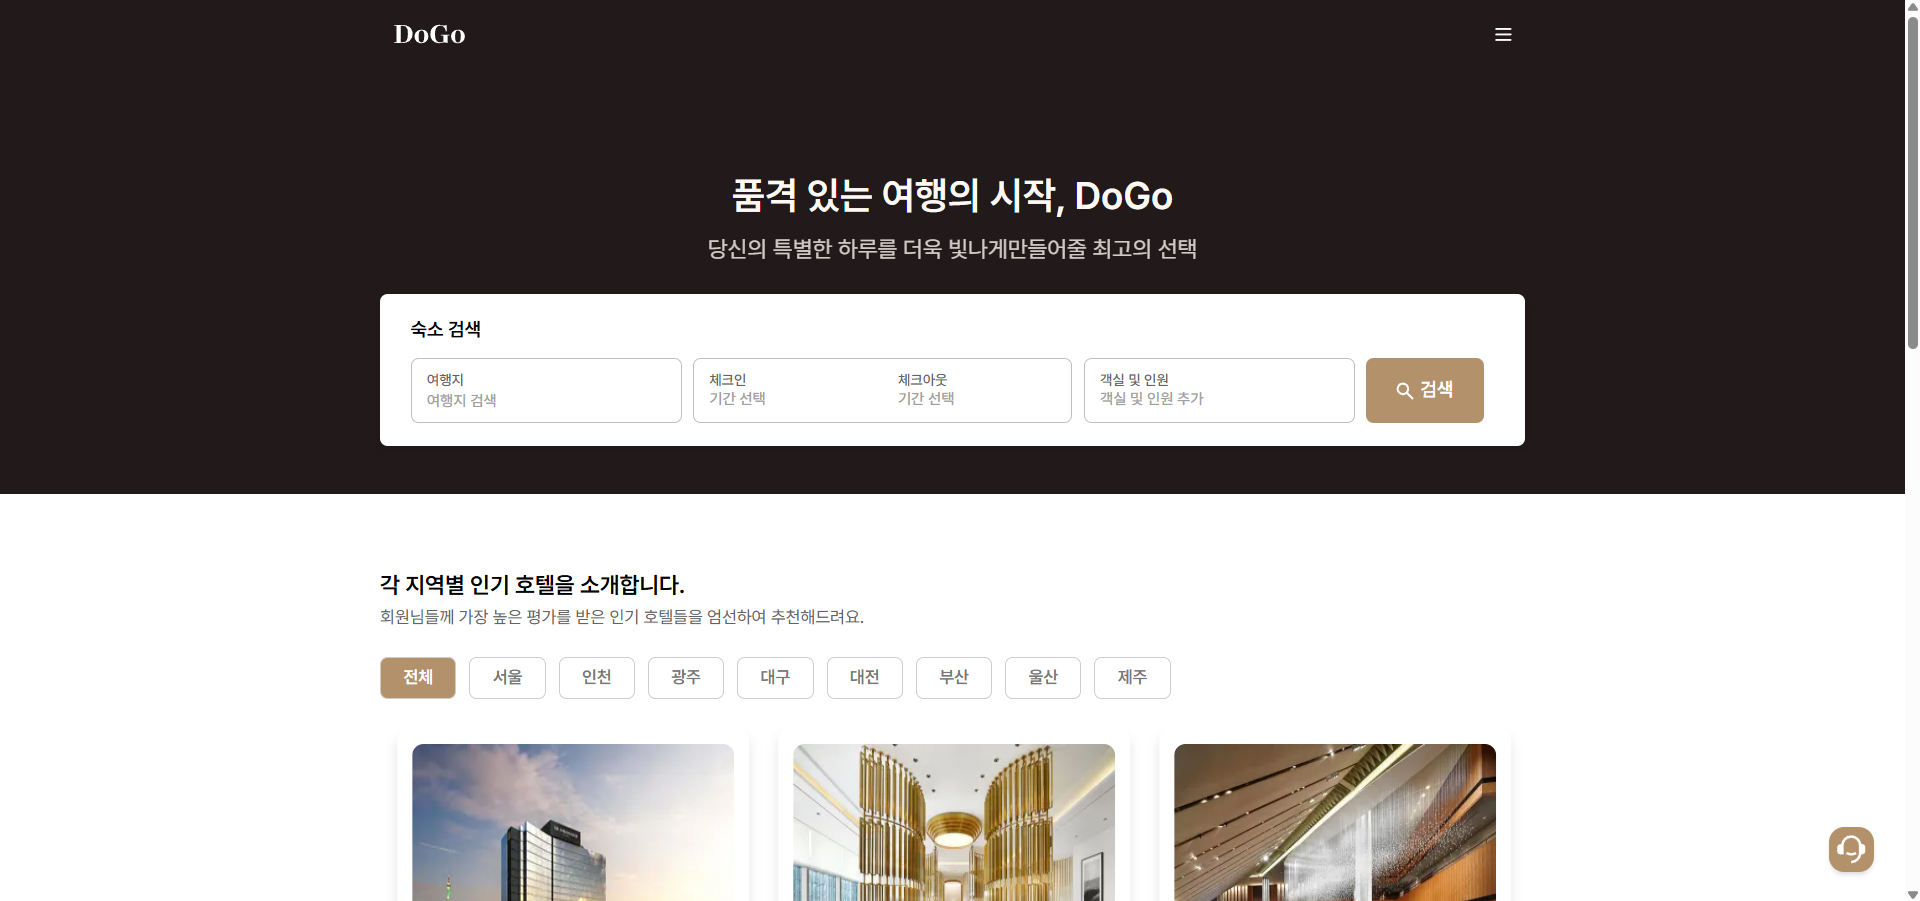 DoGo
품격 있는 여행의 시작, DoGo
당신의 특별한 하루를 더욱 빛나게만들어줄 최고의 선택
숙소 검색
여행지
여행지 검색
체크인
기간 선택
체크아웃
기간 선택
객실 및 인원
객실 및 인원 추가
검색
각 지역별 인기 호텔을 소개합니다.
회원님들께 가장 높은 평가를 받은 인기 호텔들을 엄선하여 추천해드려요.
전체
서울
인천
광주
대구
대전
부산
울산
제주